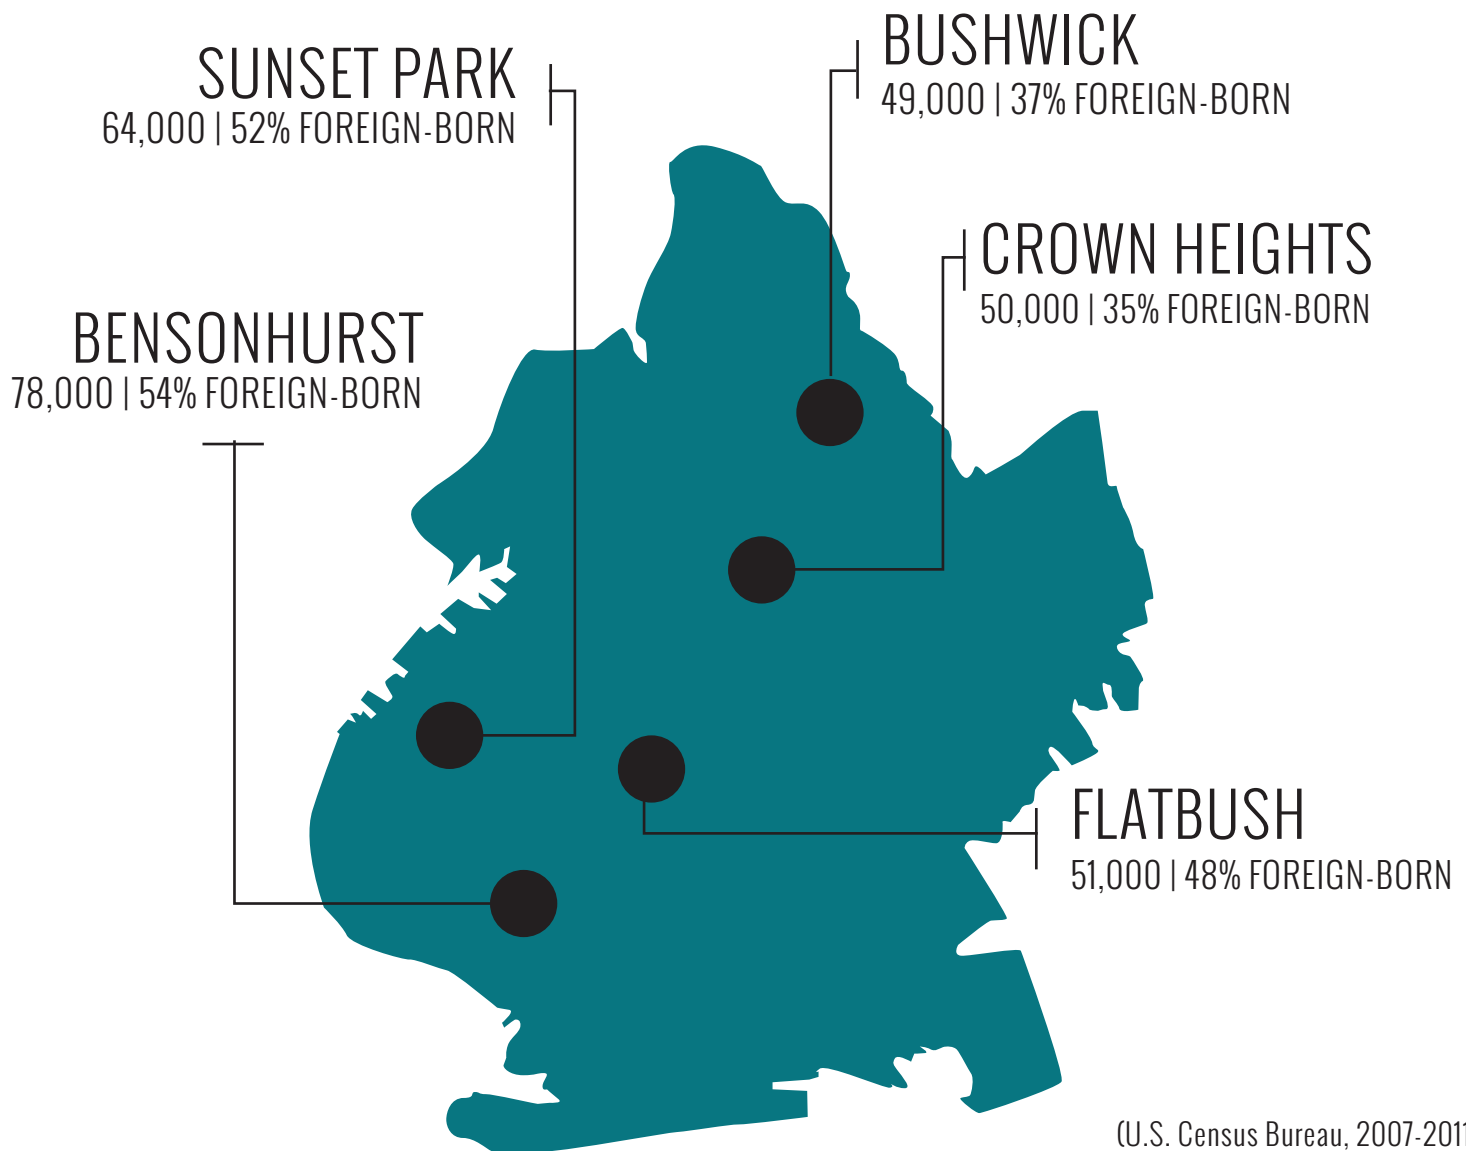 SUNSET PARK
64,000 | 52% FOREIGN-BORN
BUSHWICK
49,000 | 37% FOREIGN-BORN
CROWN HEIGHTS
50,000 | 35% FOREIGN-BORN
BENSONHURST
78,000 | 54% FOREIGN-BORN
FLATBUSH
51,000 | 48% FOREIGN-BORN
(U.S. Census Bureau, 2007-2011